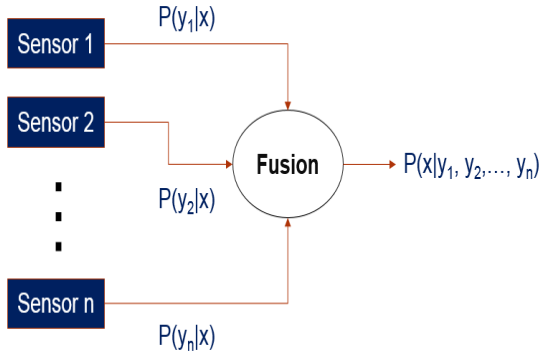 Sensor 1
P(y₁|x)
Sensor 2
P(y₂|x)
Fusion
P(x|y₁, y₂,..., yₙ)
Sensor n
P(yₙ|x)